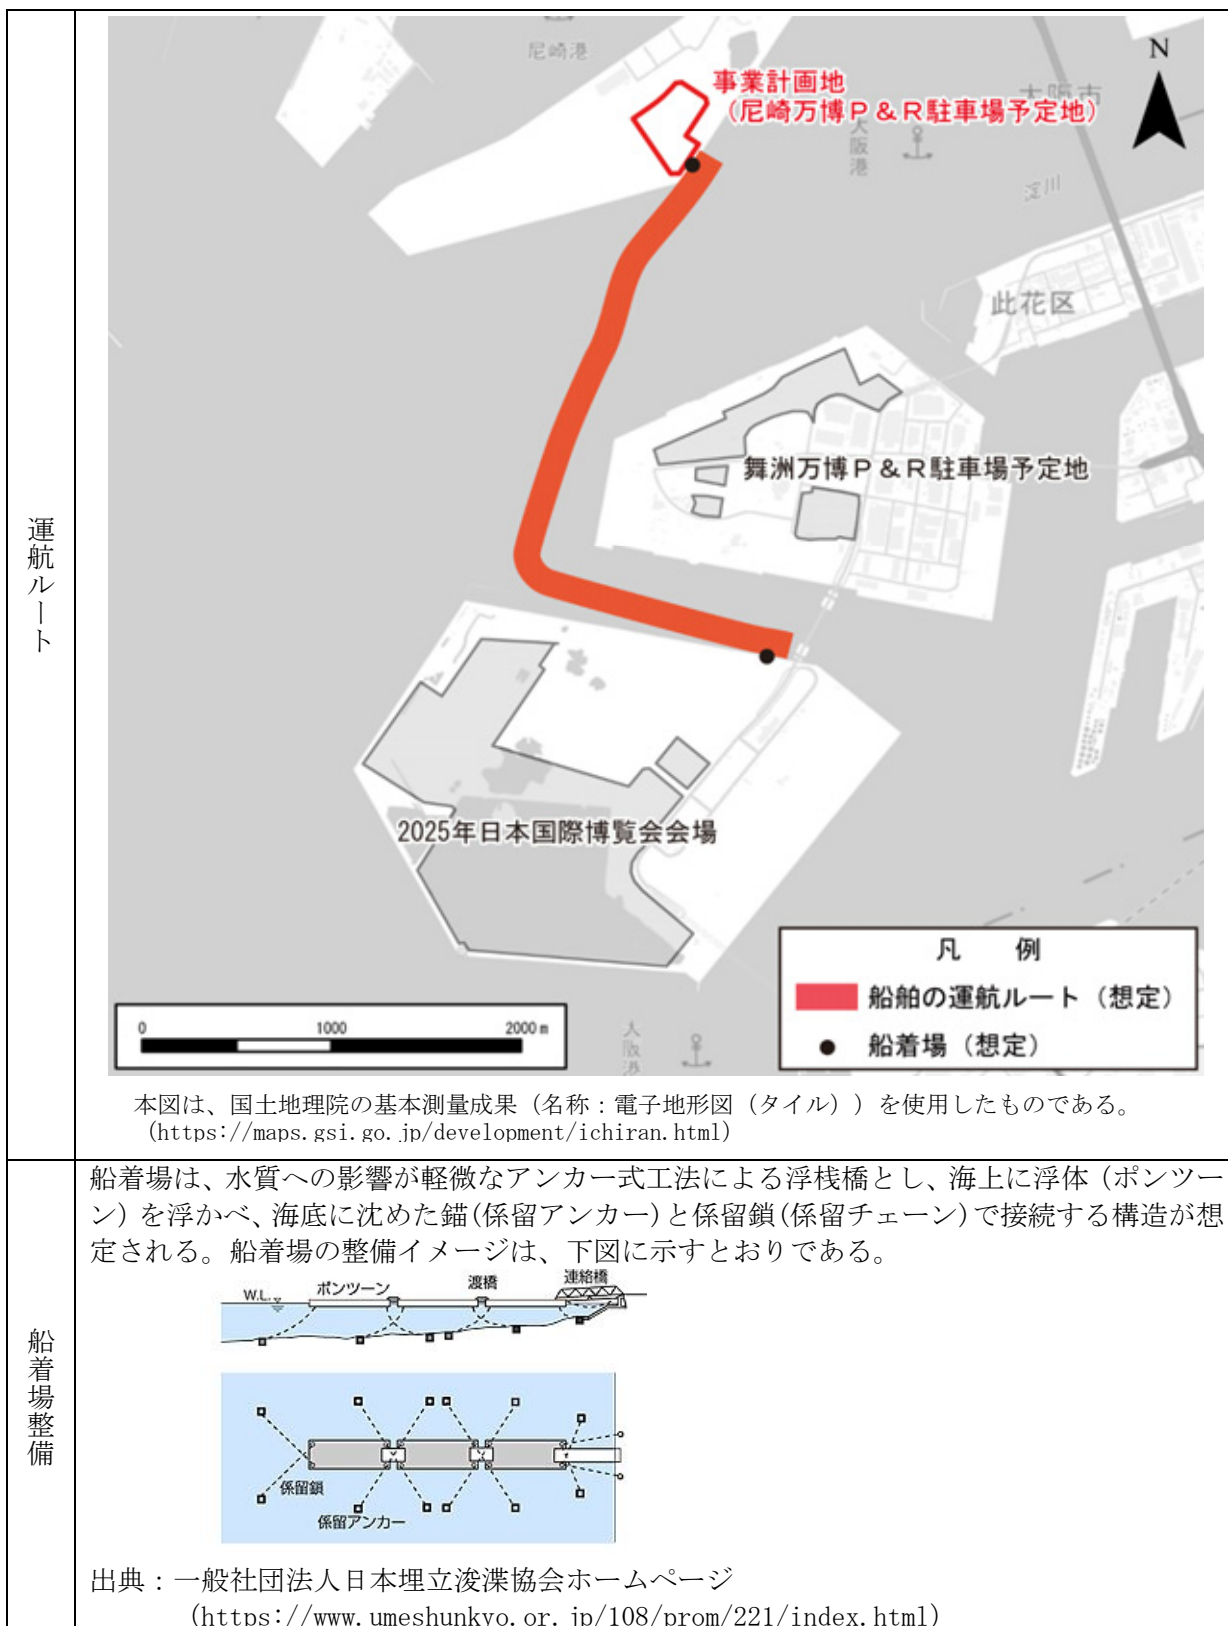 運航ルート
尼崎港
N
事業計画地
（尼崎万博P＆R駐車場予定地）
大阪市
大阪港
淀川
此花区
舞洲万博P＆R駐車場予定地
2025年日本国際博覧会会場
凡　例
船舶の運航ルート（想定）
船着場（想定）
0 1000 2000 m
大阪港
本図は、国土地理院の基本測量成果（名称：電子地形図（タイル））を使用したものである。
（https://maps.gsi.go.jp/development/ichiran.html）
船着場整備
船着場は、水質への影響が軽微なアンカー式工法による浮桟橋とし、海上に浮体（ポンツー
ン）を浮かべ、海底に沈めた錨(係留アンカー)と係留鎖(係留チェーン)で接続する構造が想
定される。船着場の整備イメージは、下図に示すとおりである。
W.L.
ポンツーン
渡橋
連絡橋
係留鎖
係留アンカー
出典：一般社団法人日本埋立浚渫協会ホームページ
(https://www.umeshunkyo.or.jp/108/prom/221/index.html)